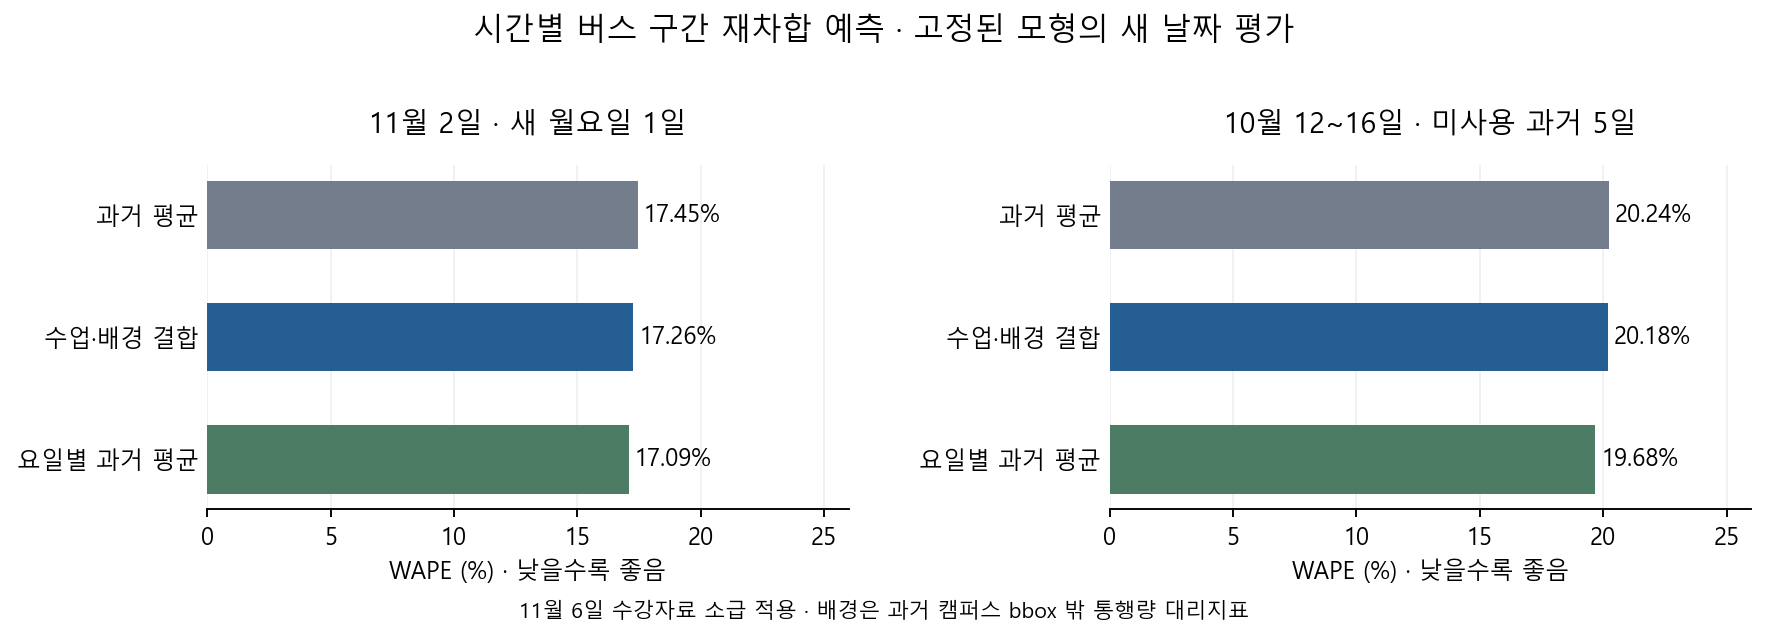 시간별 버스 구간 재차합 예측 · 고정된 모형의 새 날짜 평가
11월 2일 · 새 월요일 1일
과거 평균
17.45%
수업·배경 결합
17.26%
요일별 과거 평균
17.09%
0 5 10 15 20 25
WAPE (%) · 낮을수록 좋음
10월 12~16일 · 미사용 과거 5일
과거 평균
20.24%
수업·배경 결합
20.18%
요일별 과거 평균
19.68%
0 5 10 15 20 25
WAPE (%) · 낮을수록 좋음
11월 6일 수강자료 소급 적용 · 배경은 과거 캠퍼스 bbox 밖 통행량 대리지표